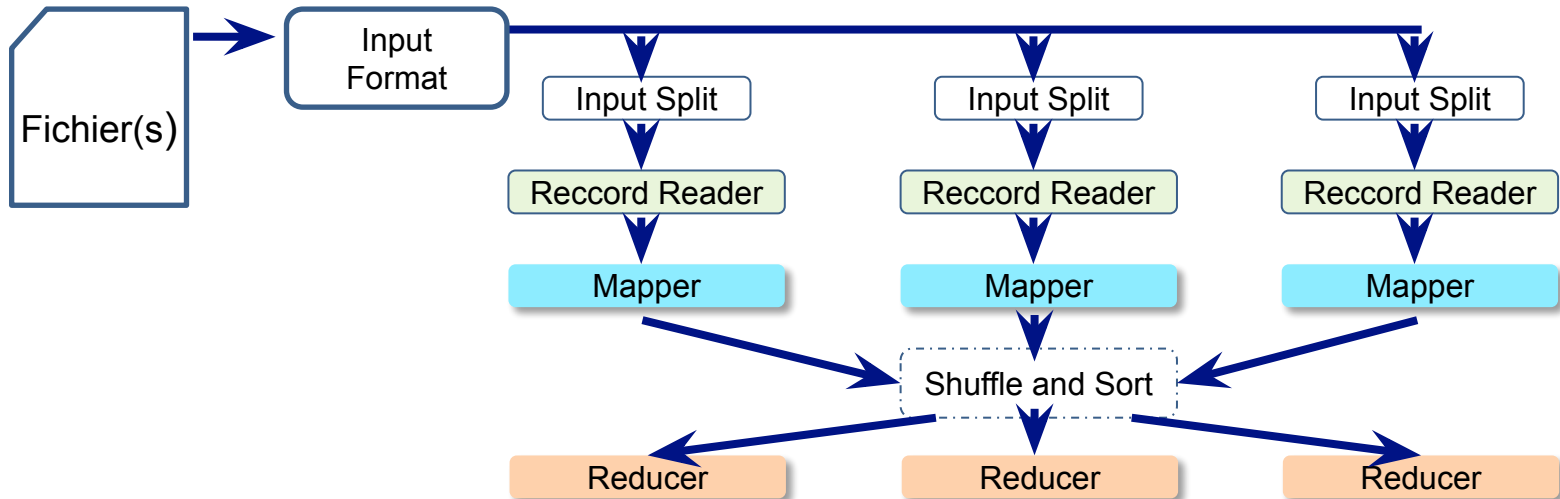 Input
Format
Fichier(s)
Input Split
Input Split
Input Split
Reccord Reader
Reccord Reader
Reccord Reader
Mapper
Mapper
Mapper
Shuffle and Sort
Reducer
Reducer
Reducer